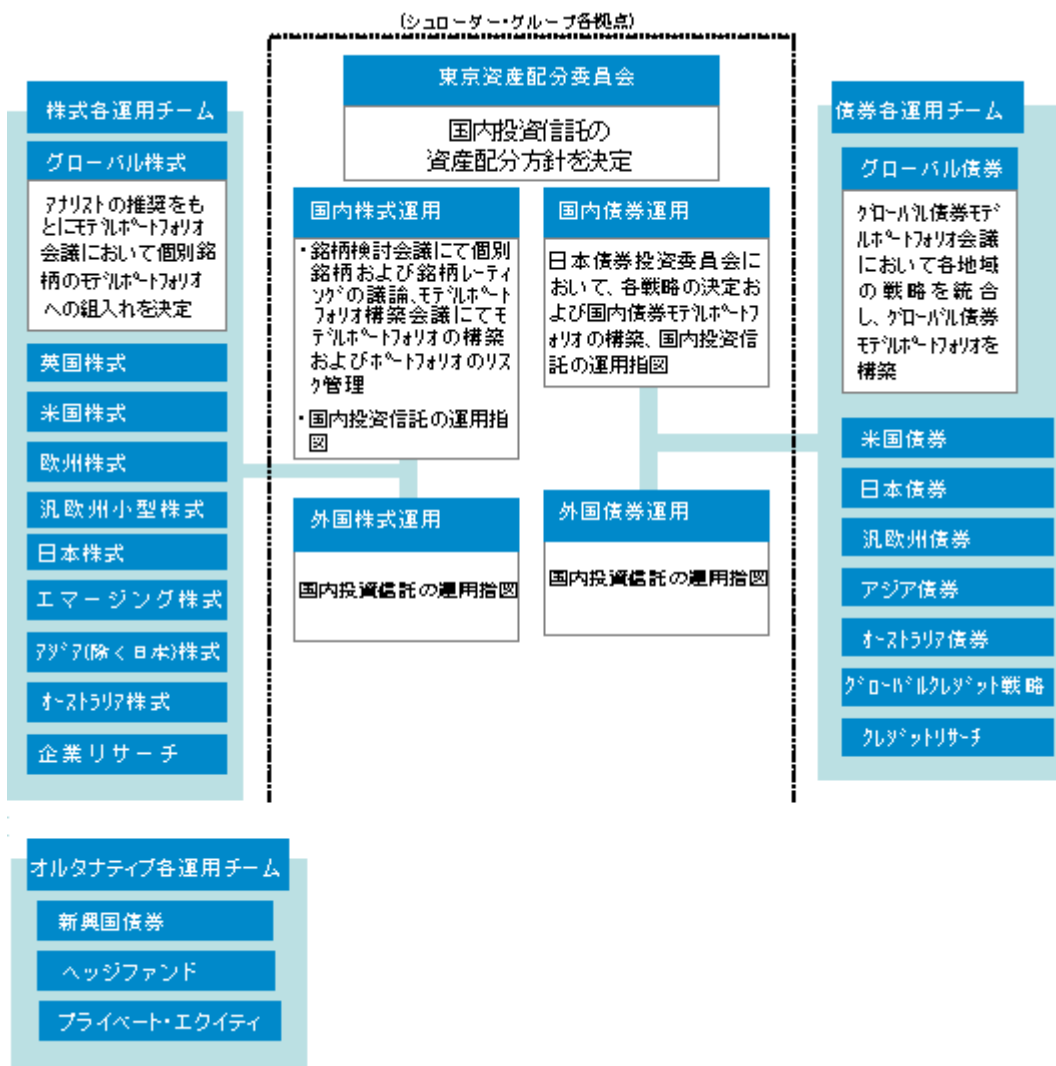 (シュローダー・グループ各拠点)
株式各運用チーム
グローバル株式
ｱﾅﾘｽﾄの推奨をも
とにﾓﾃﾞﾙﾎﾟｰﾄﾌｫﾘｵ
会議において個別銘
柄のﾓﾃﾞﾙﾎﾟｰﾄﾌｫﾘｵ
への組入れを決定
英国株式
米国株式
欧州株式
汎欧州小型株式
日本株式
エマージング株式
ｱｼﾞｱ(除く日本)株式
ｵｰｽﾄﾗﾘｱ株式
企業リサーチ
東京資産配分委員会
国内投資信託の
資産配分方針を決定
国内株式運用
・銘柄検討会議にて個別
銘柄および銘柄ﾚｰﾃｨ
ﾝｸﾞの議論、ﾓﾃﾞﾙﾎﾟｰﾄ
ﾌｫﾘｵ構築会議にてﾓ
ﾃﾞﾙﾎﾟｰﾄﾌｫﾘｵの構築
およびﾎﾟｰﾄﾌｫﾘｵのﾘｽ
ｸ管理
・国内投資信託の運用指
図
外国株式運用
国内投資信託の運用指図
国内債券運用
日本債券投資委員会に
おいて、各戦略の決定お
よび国内債券ﾓﾃﾞﾙﾎﾟｰﾄﾌ
ｫﾘｵの構築、国内投資信
託の運用指図
外国債券運用
国内投資信託の運用指図
債券各運用チーム
グローバル債券
ｸﾞﾛｰﾊﾞﾙ債券ﾓﾃﾞ
ﾙﾎﾟｰﾄﾌｫﾘｵ会議
において各地域
の戦略を統合
し、ｸﾞﾛｰﾊﾞﾙ債券
ﾓﾃﾞﾙﾎﾟｰﾄﾌｫﾘｵを
構築
米国債券
日本債券
汎欧州債券
アジア債券
ｵｰｽﾄﾗﾘｱ債券
ｸﾞﾛｰﾊﾞﾙｸﾚｼﾞｯﾄ戦略
ｸﾚｼﾞｯﾄﾘｻｰﾁ
オルタナティブ各運用チーム
新興国債券
ヘッジファンド
プライベート・エクイティ